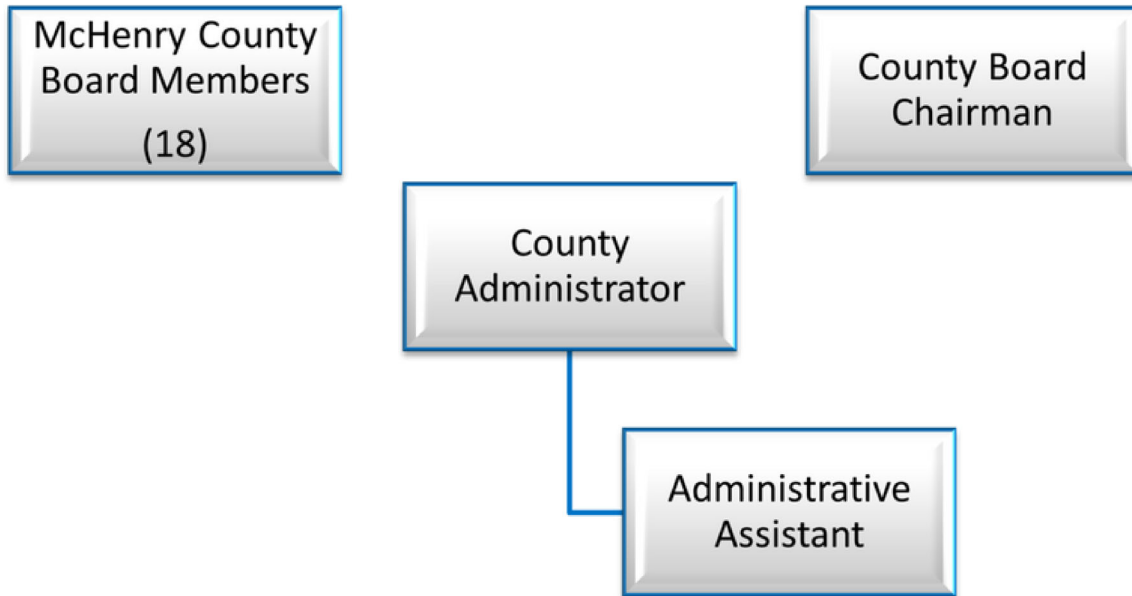 McHenry County
Board Members
(18)
County Board
Chairman
County
Administrator
Administrative
Assistant